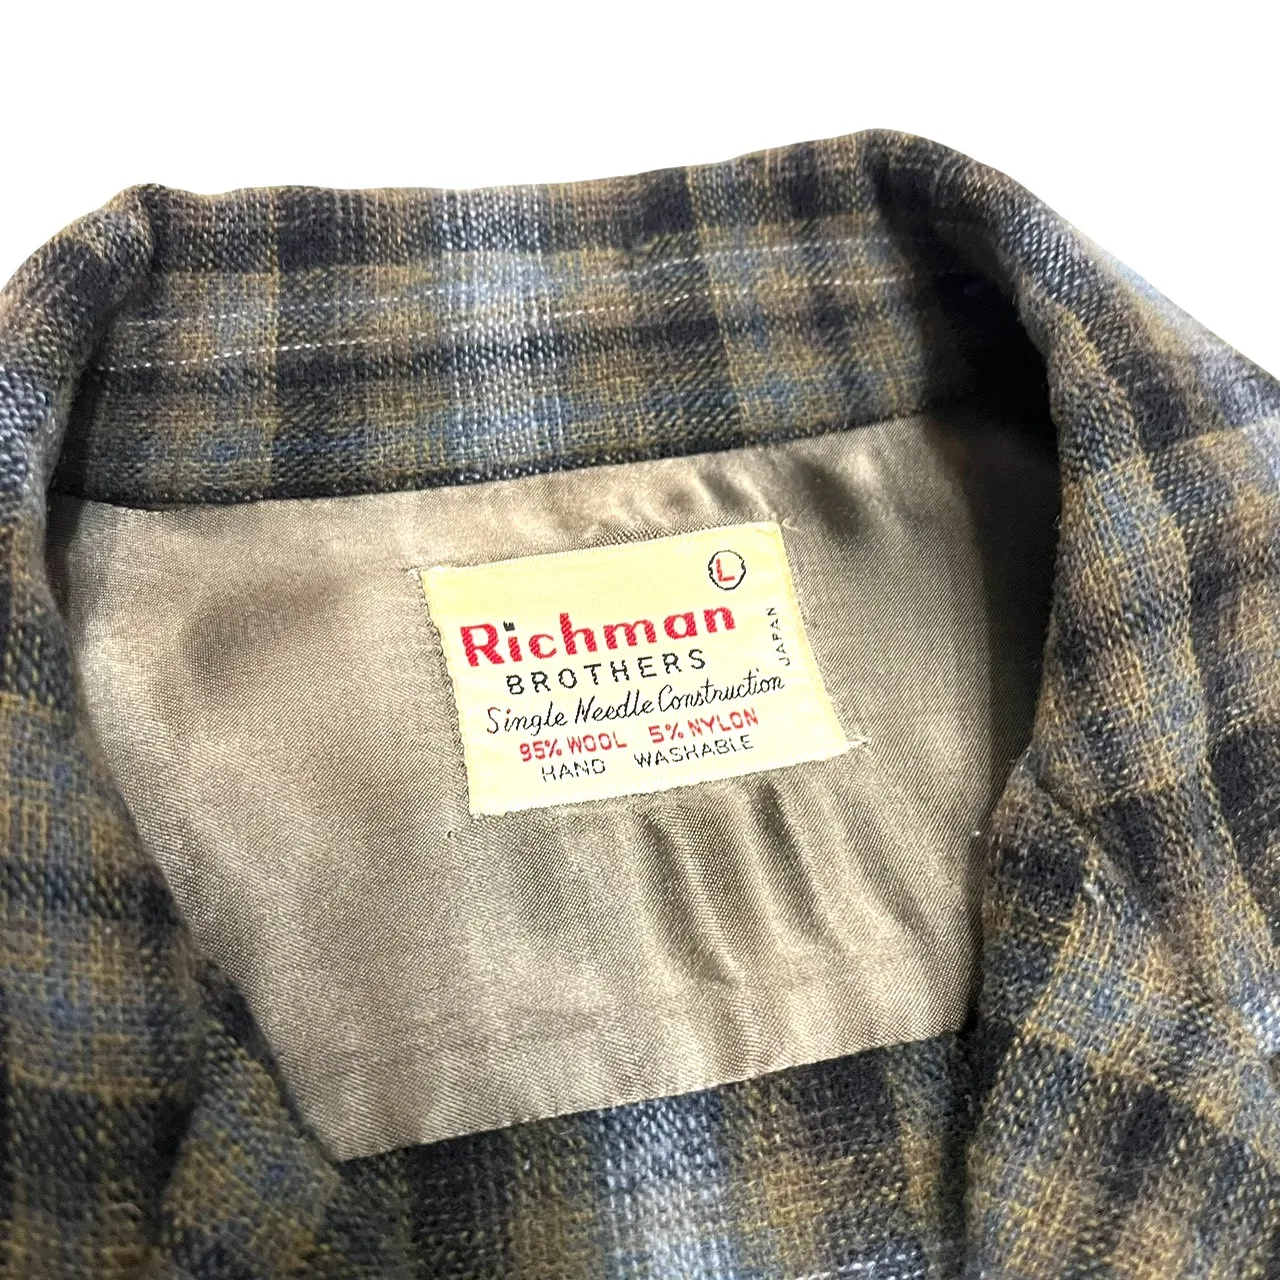 L
Richman
BROTHERS
JAPAN
Single Needle Construction
95% WOOL 5% NYLON
HAND WASHABLE